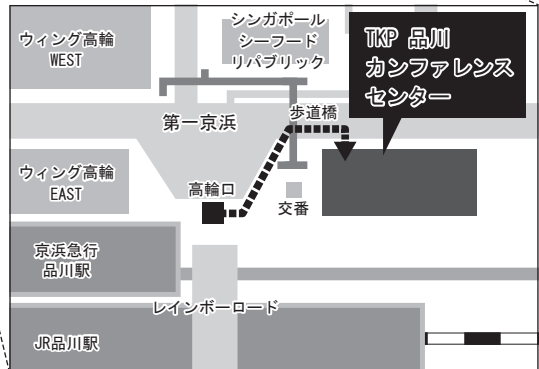 ウィング高輪
WEST
シンガポール
シーフード
リパブリック
TKP 品川
カンファレンス
センター
第一京浜
歩道橋
ウィング高輪
EAST
高輪口
交番
京浜急行
品川駅
レインボーロード
JR品川駅